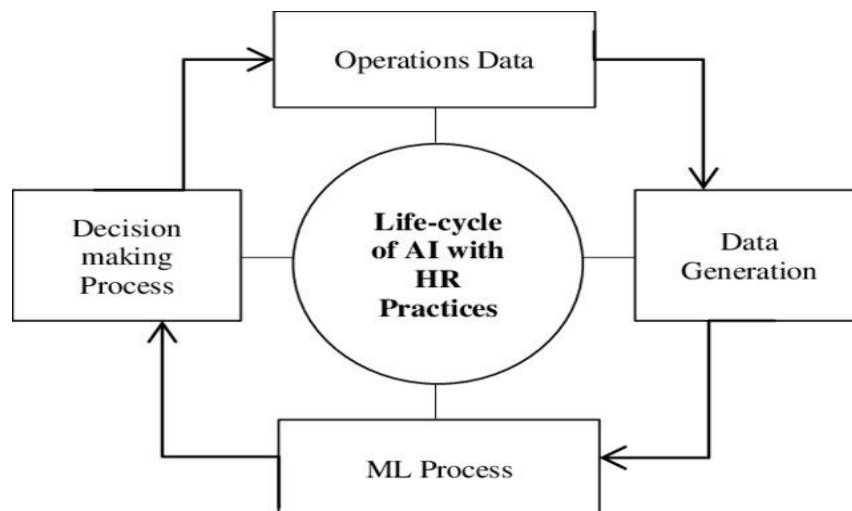 Operations Data
Decision
making
Process
Life-cycle
of AI with
HR
Practices
Data
Generation
ML Process